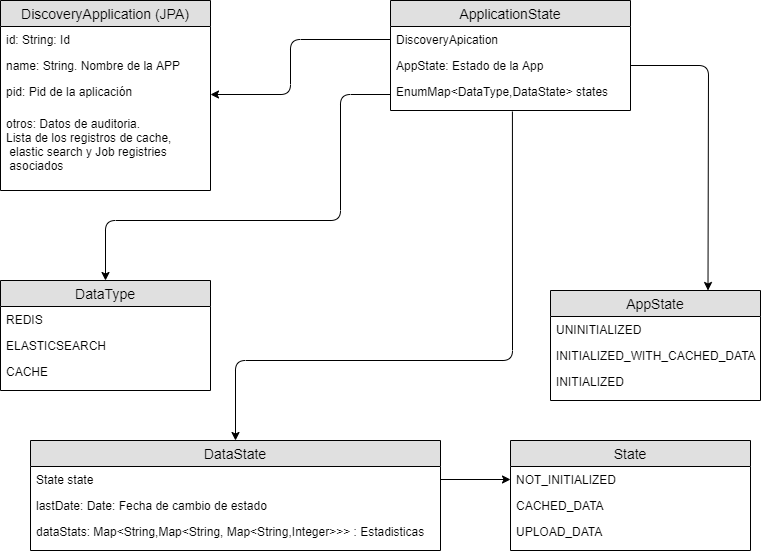 DiscoveryApplication (JPA)
id: String: Id
name: String. Nombre de la APP
pid: Pid de la aplicación
otros: Datos de auditoria.
Lista de los registros de cache,
elastic search y Job registries
asociados
ApplicationState
DiscoveryApication
AppState: Estado de la App
EnumMap<DataType,DataState> states
DataType
REDIS
ELASTICSEARCH
CACHE
AppState
UNINITIALIZED
INITIALIZED_WITH_CACHED_DATA
INITIALIZED
DataState
State state
lastDate: Date: Fecha de cambio de estado
dataStats: Map<String,Map<String, Map<String,Integer>>> : Estadisticas
State
NOT_INITIALIZED
CACHED_DATA
UPLOAD_DATA